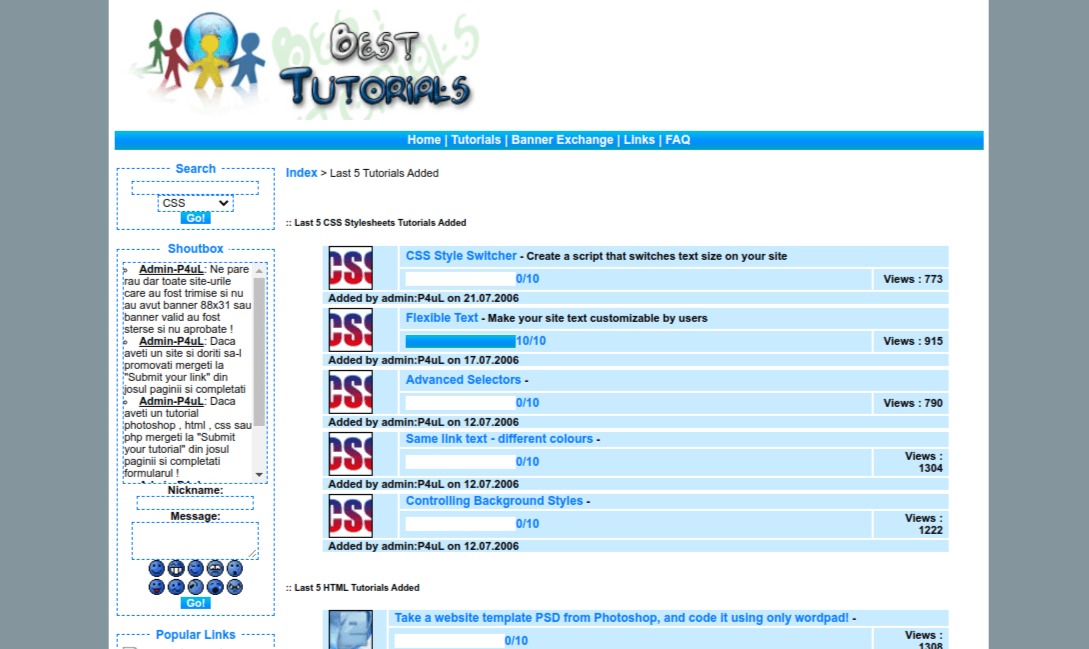 BEST
TUTORIALS
Home | Tutorials | Banner Exchange | Links | FAQ
Search
CSS
Go!
Shoutbox
Admin-P4uL: Ne pare
rau dar toate site-urile
care au fost trimise si nu
au avut banner 88x31 sau
banner valid au fost
sterse si nu aprobate !
Admin-P4uL: Daca
aveti un site si doriti sa-l
promovati mergeti la
"Submit your link" din
josul paginii si completati
Admin-P4uL: Daca
aveti un tutorial
photoshop , html , css sau
php mergeti la "Submit
your tutorial" din josul
paginii si completati
formularul !
Nickname:
Message:
Go!
Popular Links
Index > Last 5 Tutorials Added
:: Last 5 CSS Stylesheets Tutorials Added
CSS
CSS Style Switcher - Create a script that switches text size on your site
0/10
Views : 773
Added by admin:P4uL on 21.07.2006
CSS
Flexible Text - Make your site text customizable by users
10/10
Views : 915
Added by admin:P4uL on 17.07.2006
CSS
Advanced Selectors -
0/10
Views : 790
Added by admin:P4uL on 12.07.2006
CSS
Same link text - different colours -
0/10
Views :
1304
Added by admin:P4uL on 12.07.2006
CSS
Controlling Background Styles -
0/10
Views :
1222
Added by admin:P4uL on 12.07.2006
:: Last 5 HTML Tutorials Added
Take a website template PSD from Photoshop, and code it using only wordpad! -
0/10
Views :
1308